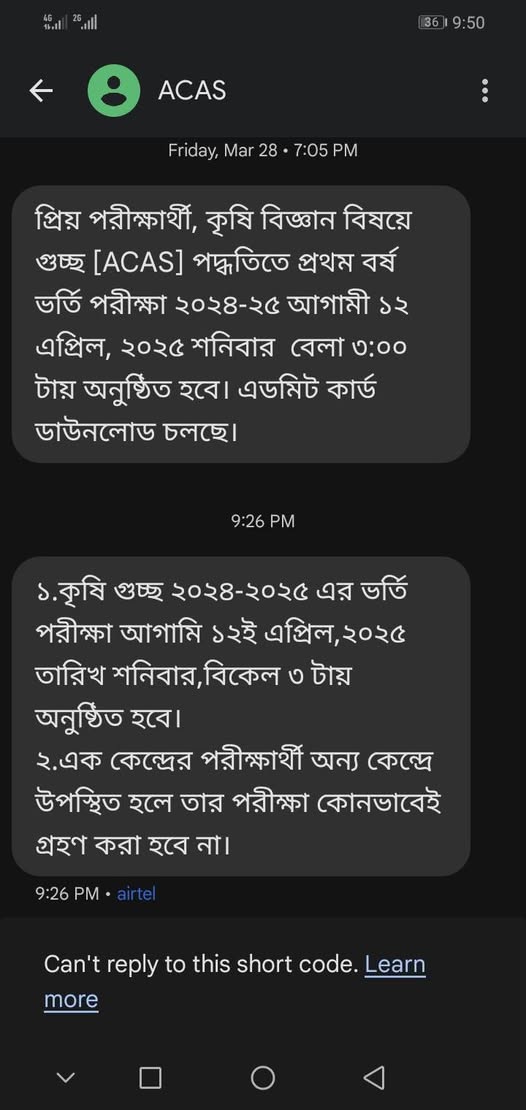 4G 2G 36 9:50
ACAS
Friday, Mar 28 • 7:05 PM
প্রিয় পরীক্ষার্থী, কৃষি বিজ্ঞান বিষয়ে
গুচ্ছ [ACAS] পদ্ধতিতে প্রথম বর্ষ
ভর্তি পরীক্ষা ২০২৪-২৫ আগামী ১২
এপ্রিল, ২০২৫ শনিবার  বেলা ৩:০০
টায় অনুষ্ঠিত হবে। এডমিট কার্ড
ডাউনলোড চলছে।
9:26 PM
১.কৃষি গুচ্ছ ২০২৪-২০২৫ এর ভর্তি
পরীক্ষা আগামি ১২ই এপ্রিল,২০২৫
তারিখ শনিবার,বিকেল ৩ টায়
অনুষ্ঠিত হবে।
২.এক কেন্দ্রের পরীক্ষার্থী অন্য কেন্দ্রে
উপস্থিত হলে তার পরীক্ষা কোনভাবেই
গ্রহণ করা হবে না।
9:26 PM • airtel
Can't reply to this short code. Learn
more